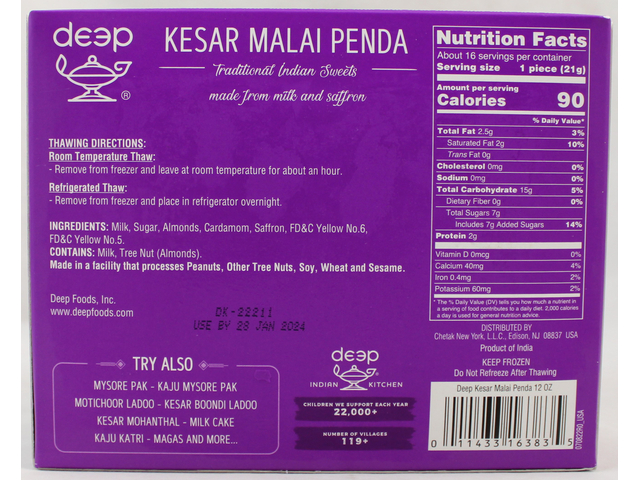 deep
®
KESAR MALAI PENDA
Traditional Indian Sweets
made from milk and saffron
THAWING DIRECTIONS:
Room Temperature Thaw:
- Remove from freezer and leave at room temperature for about an hour.
Refrigerated Thaw:
- Remove from freezer and place in refrigerator overnight.
INGREDIENTS: Milk, Sugar, Almonds, Cardamom, Saffron, FD&C Yellow No.6,
FD&C Yellow No.5.
CONTAINS: Milk, Tree Nut (Almonds).
Made in a facility that processes Peanuts, Other Tree Nuts, Soy, Wheat and Sesame.
Deep Foods, Inc.
www.deepfoods.com
DK-22211
USE BY 28 JAN 2024
TRY ALSO
MYSORE PAK - KAJU MYSORE PAK
MOTICHOOR LADOO - KESAR BOONDI LADOO
KESAR MOHANTHAL - MILK CAKE
KAJU KATRI - MAGAS AND MORE...
deep
INDIAN KITCHEN
CHILDREN WE SUPPORT EACH YEAR
22,000+
NUMBER OF VILLAGES
119+
Nutrition Facts
About 16 servings per container
Serving size 1 piece (21g)
Amount per serving
Calories 90
% Daily Value*
Total Fat 2.5g 3%
Saturated Fat 2g 10%
Trans Fat 0g
Cholesterol 0mg 0%
Sodium 0mg 0%
Total Carbohydrate 15g 5%
Dietary Fiber 0g 0%
Total Sugars 7g
Includes 7g Added Sugars 14%
Protein 2g
Vitamin D 0mcg 0%
Calcium 40mg 4%
Iron 0.4mg 2%
Potassium 60mg 2%
* The % Daily Value (DV) tells you how much a nutrient in
a serving of food contributes to a daily diet. 2,000 calories
a day is used for general nutrition advice.
DISTRIBUTED BY
Chetak New York, L.L.C., Edison, NJ 08837 USA
Product of India
KEEP FROZEN
Do Not Refreeze After Thawing
Deep Kesar Malai Penda 12 OZ
0 11433 16383 5
07082260_USA